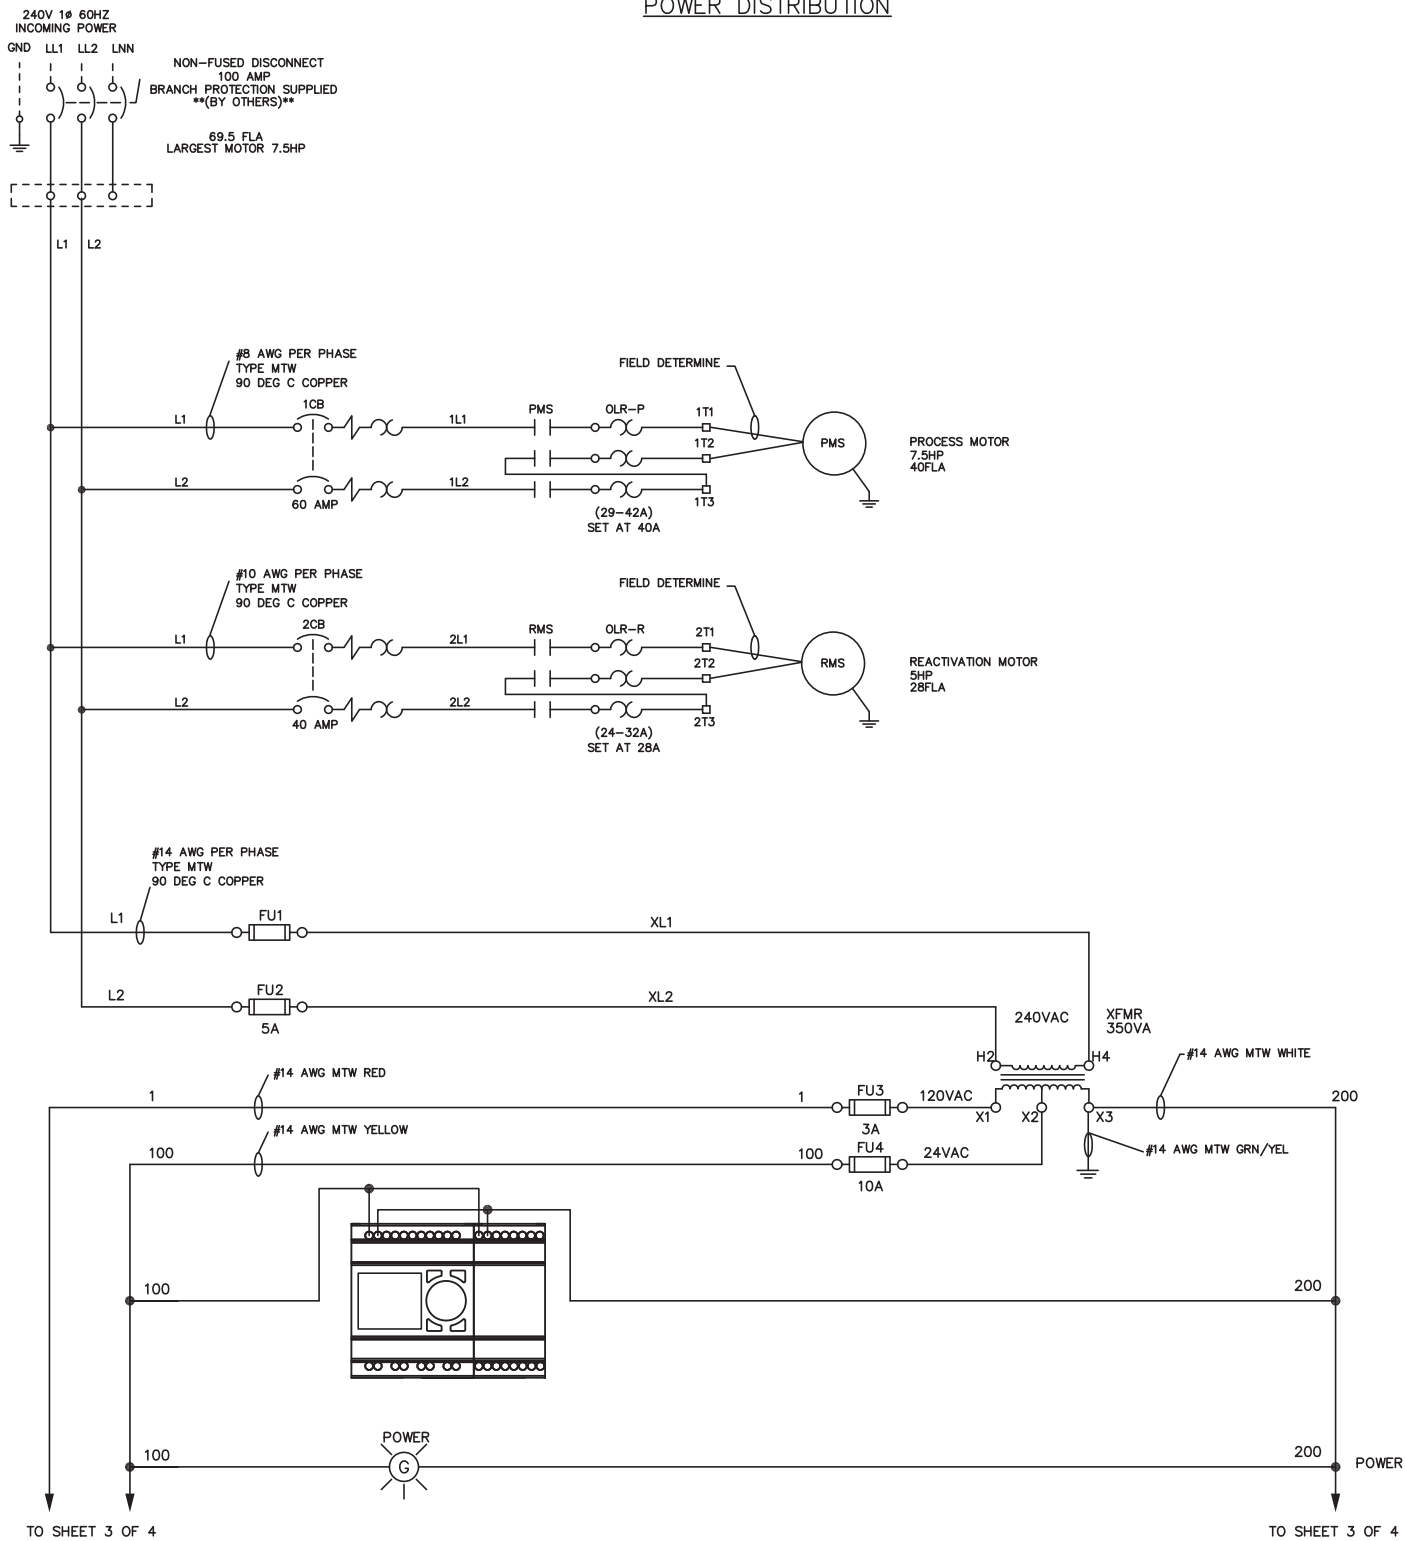 POWER DISTRIBUTION
240V 1ø 60HZ
INCOMING POWER
GND LL1 LL2 LNN
NON-FUSED DISCONNECT
100 AMP
BRANCH PROTECTION SUPPLIED
**(BY OTHERS)**
69.5 FLA
LARGEST MOTOR 7.5HP
L1 L2
#8 AWG PER PHASE
TYPE MTW
90 DEG C COPPER
FIELD DETERMINE
1CB
L1 1L1 PMS OLR-P 1T1
1T2
PMS
PROCESS MOTOR
7.5HP
40FLA
L2 1L2
1T3
60 AMP
(29-42A)
SET AT 40A
#10 AWG PER PHASE
TYPE MTW
90 DEG C COPPER
FIELD DETERMINE
2CB
L1 2L1 RMS OLR-R 2T1
2T2
RMS
REACTIVATION MOTOR
5HP
28FLA
L2 2L2
2T3
40 AMP
(24-32A)
SET AT 28A
#14 AWG PER PHASE
TYPE MTW
90 DEG C COPPER
L1 FU1 XL1
L2 FU2 XL2
5A
240VAC
XFMR
350VA
H2 H4
#14 AWG MTW WHITE
#14 AWG MTW RED
1 1 FU3 120VAC 200
X1 X2 X3
3A
#14 AWG MTW YELLOW
100 100 FU4 24VAC
10A
#14 AWG MTW GRN/YEL
100 200
POWER
100 G 200 POWER
TO SHEET 3 OF 4 TO SHEET 3 OF 4